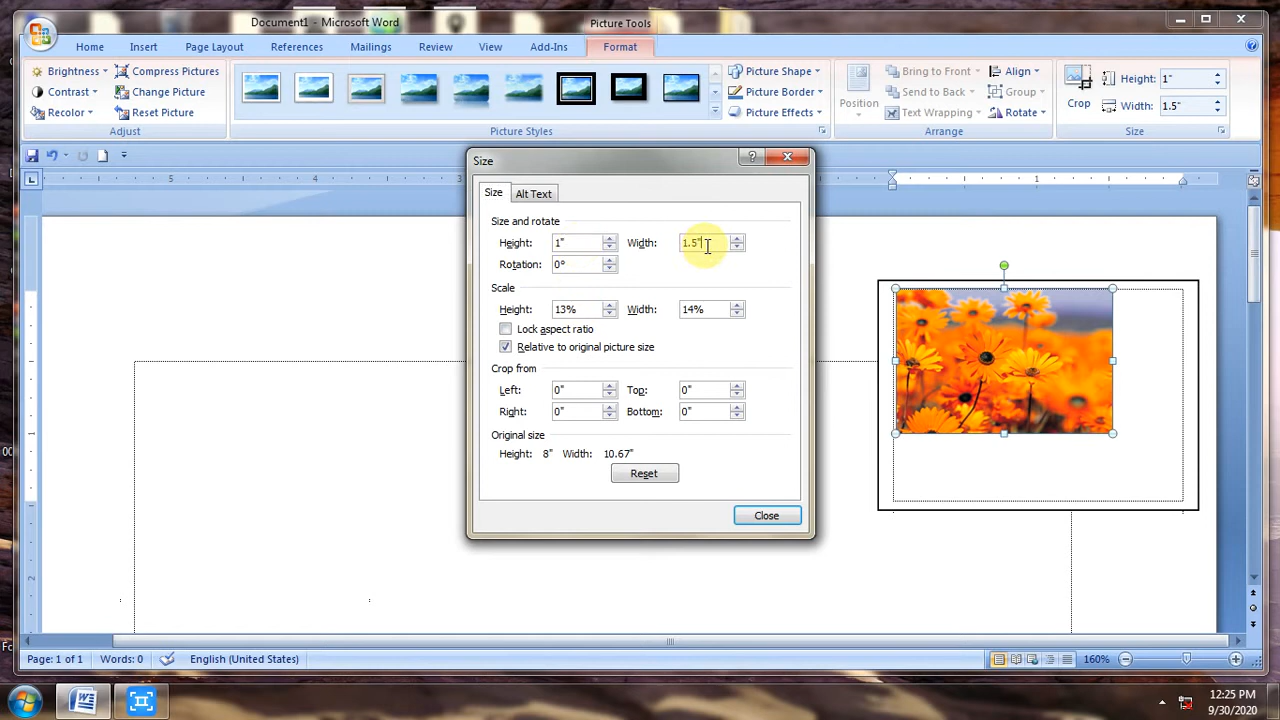 Document1 - Microsoft Word
Picture Tools
Home Insert Page Layout References Mailings Review View Add-Ins Format
Brightness Compress Pictures Picture Shape Bring to Front Align Height: 1"
Contrast Change Picture Picture Border Position Send to Back Group Crop Width: 1.5"
Recolor Reset Picture Picture Effects Text Wrapping Rotate
Adjust Picture Styles Arrange Size
Size
5 4 3 1
Size Alt Text
Size and rotate
Height: 1" Width: 1.5"
Rotation: 0°
Scale
Height: 13% Width: 14%
Lock aspect ratio
Relative to original picture size
Crop from
Left: 0" Top: 0"
Right: 0" Bottom: 0"
Original size
Height: 8" Width: 10.67"
Reset
Close
1
2
Page: 1 of 1 Words: 0 English (United States) 160%
12:25 PM
9/30/2020